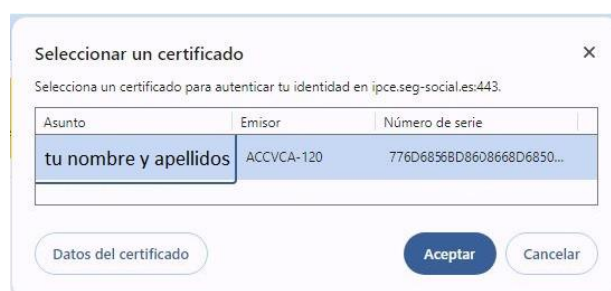 Seleccionar un certificado
Selecciona un certificado para autenticar tu identidad en ipce.seg-social.es:443.
Asunto Emisor Número de serie
tu nombre y apellidos ACCVCA-120 776D6856BD8608668D6850...
Datos del certificado Aceptar Cancelar